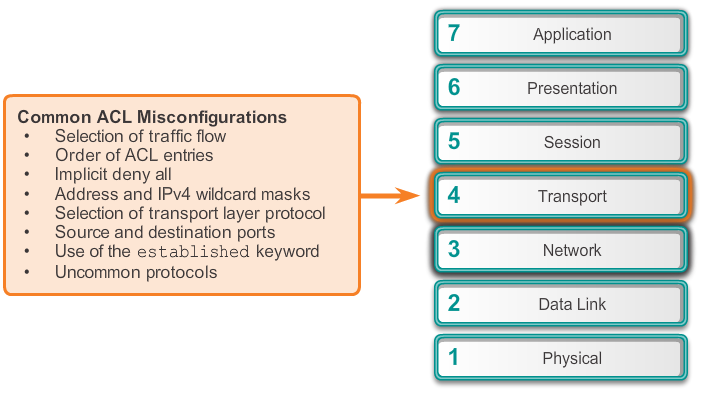 Common ACL Misconfigurations
• Selection of traffic flow
• Order of ACL entries
• Implicit deny all
• Address and IPv4 wildcard masks
• Selection of transport layer protocol
• Source and destination ports
• Use of the established keyword
• Uncommon protocols
7 Application
6 Presentation
5 Session
4 Transport
3 Network
2 Data Link
1 Physical